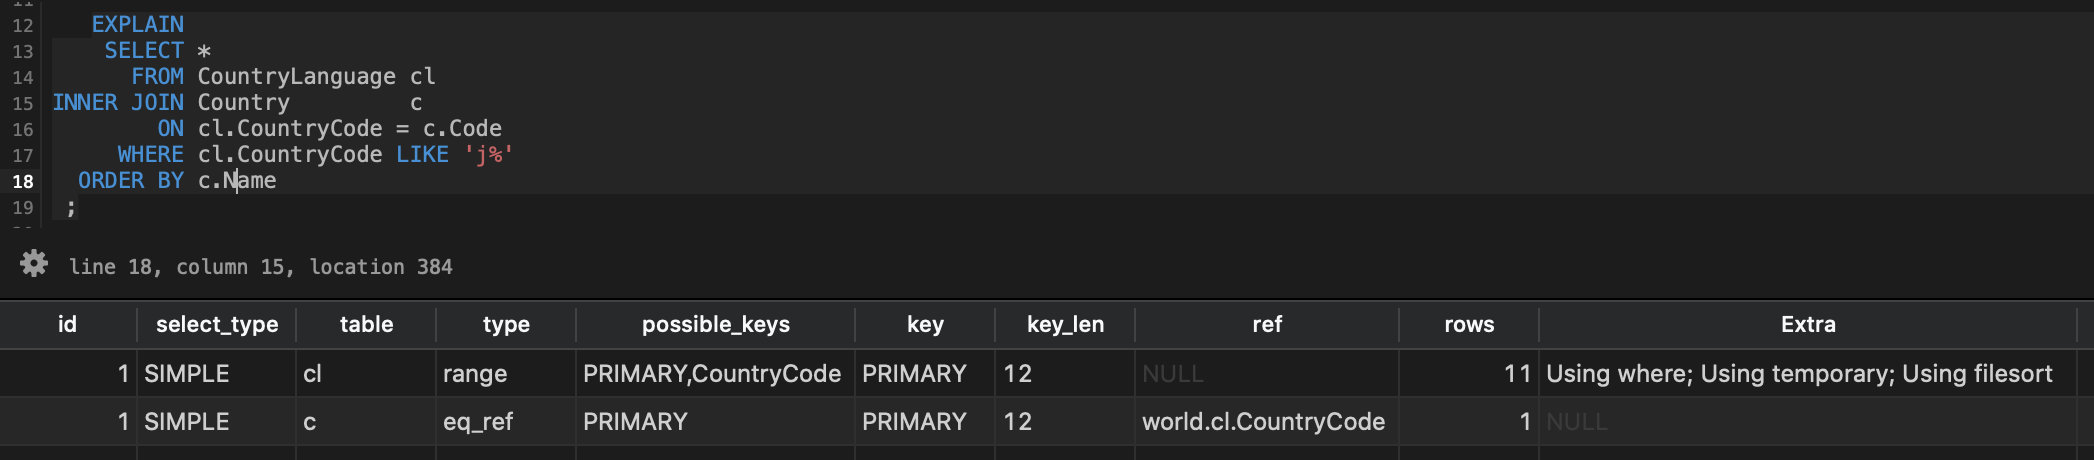 12 EXPLAIN
13 SELECT *
14 FROM CountryLanguage cl
15 INNER JOIN Country c
16 ON cl.CountryCode = c.Code
17 WHERE cl.CountryCode LIKE 'j%'
18 ORDER BY c.Name
19 ;
line 18, column 15, location 384
id select_type table type possible_keys key key_len ref rows Extra
1 SIMPLE cl range PRIMARY,CountryCode PRIMARY 12 NULL 11 Using where; Using temporary; Using filesort
1 SIMPLE c eq_ref PRIMARY PRIMARY 12 world.cl.CountryCode 1 NULL